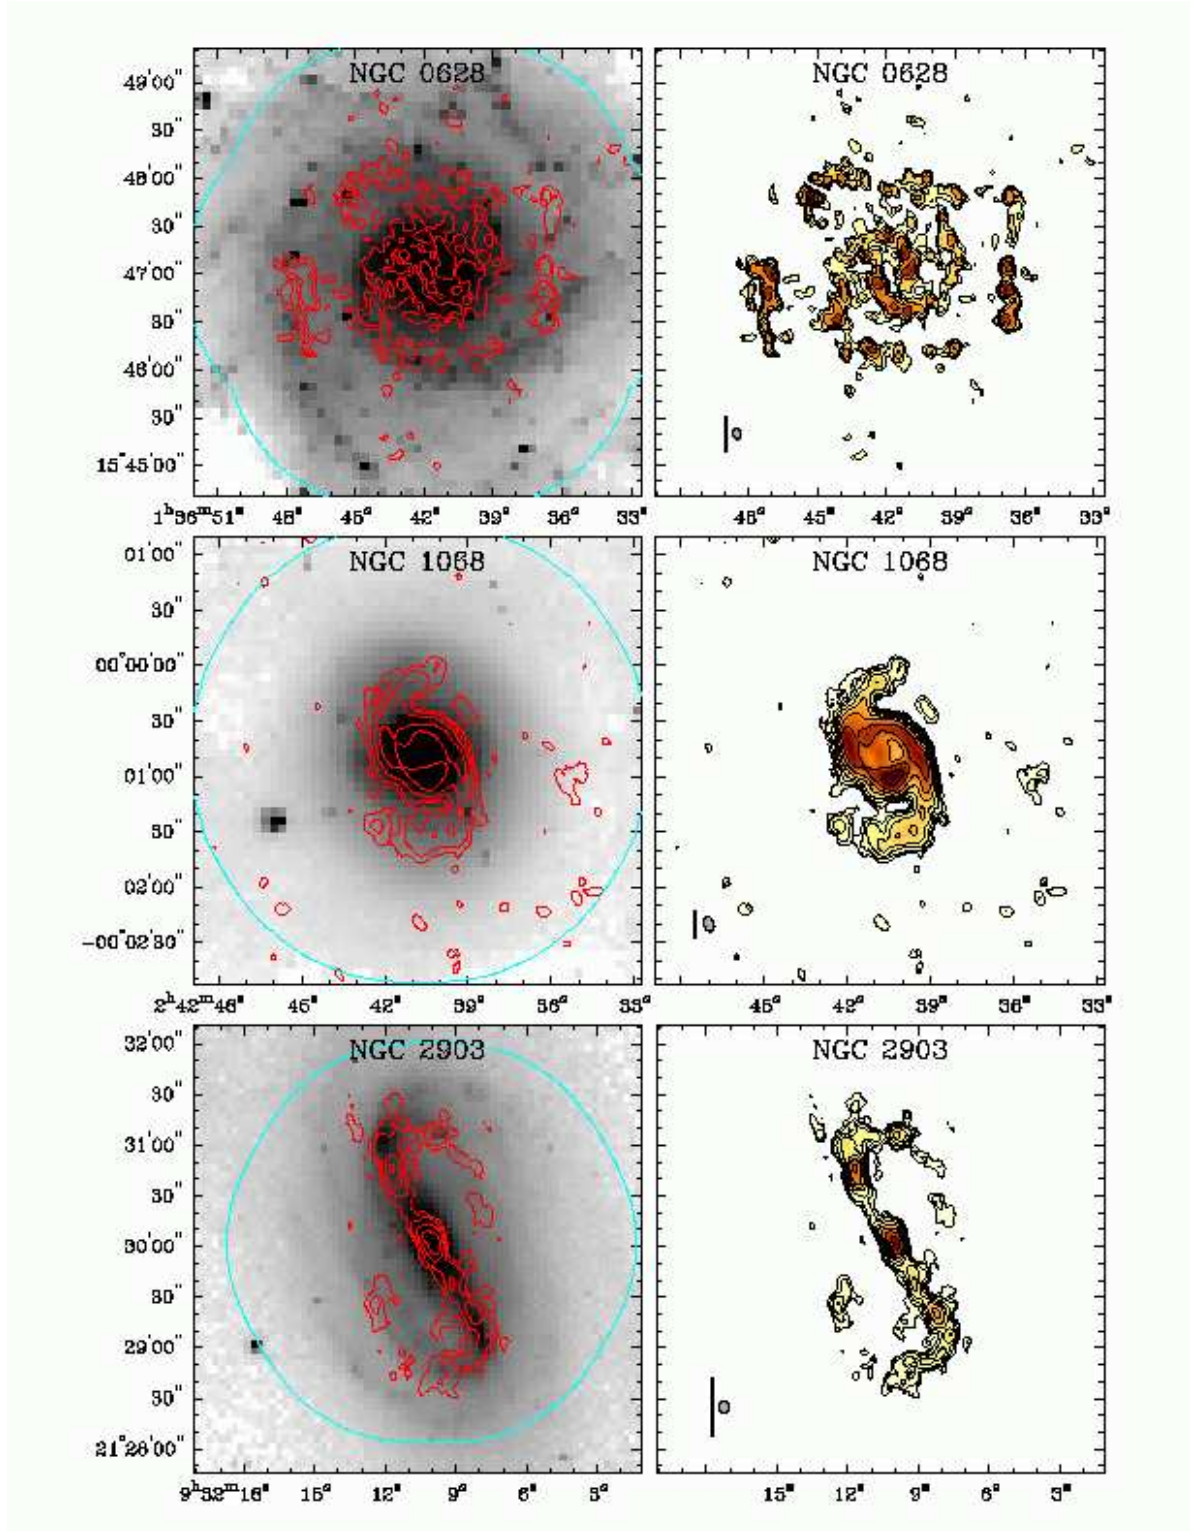 NGC 0628
NGC 0628
49'00"
30"
48'00"
30"
47'00"
30"
46'00"
30"
15°45'00"
1h36m51s 48s 45s 42s 39s 36s 33s
48s 45s 42s 39s 36s 33s
NGC 1068
NGC 1068
01'00"
30"
00°00'00"
30"
01'00"
30"
02'00"
-00°02'30"
2h42m48s 45s 42s 39s 36s 33s
45s 42s 39s 36s 33s
NGC 2903
NGC 2903
32'00"
30"
31'00"
30"
30'00"
30"
29'00"
30"
21°28'00"
9h32m18s 15s 12s 9s 6s 3s
15s 12s 9s 6s 3s